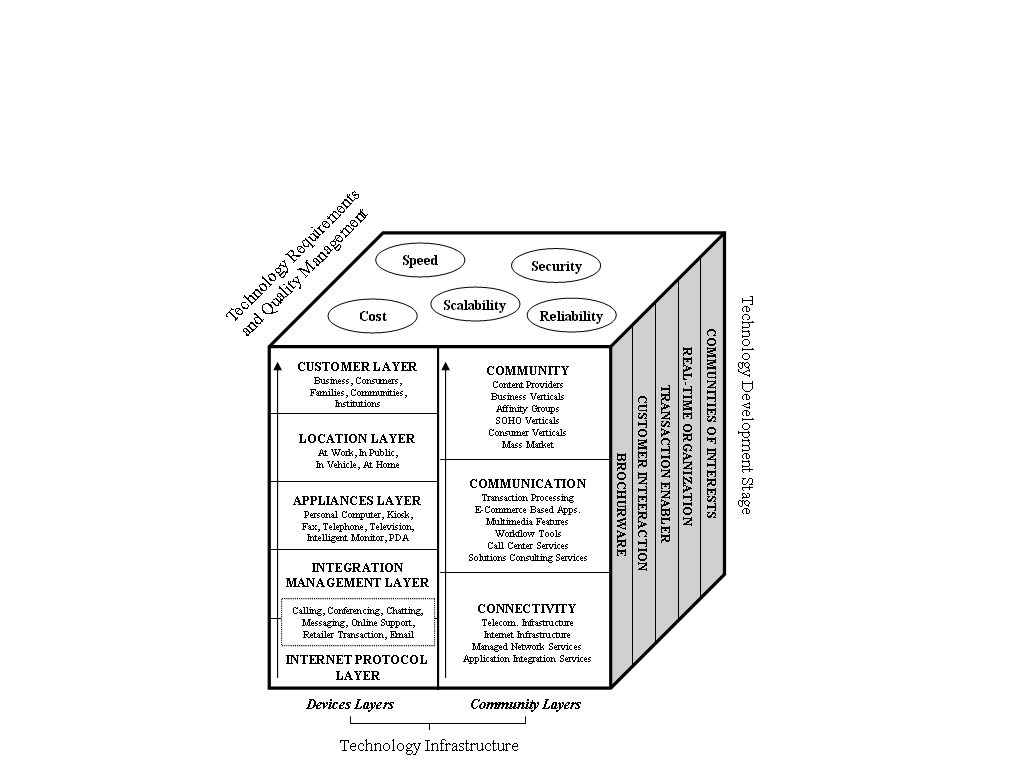 Technology Requirements
and Quality Management
Speed
Security
Scalability
Cost
Reliability
CUSTOMER LAYER
Business, Consumers,
Families, Communities,
Institutions
LOCATION LAYER
At Work, In Public,
In Vehicle, At Home
APPLIANCES LAYER
Personal Computer, Kiosk,
Fax, Telephone, Television,
Intelligent Monitor, PDA
INTEGRATION
MANAGEMENT LAYER
Calling, Conferencing, Chatting,
Messaging, Online Support,
Retailer Transaction, Email
INTERNET PROTOCOL
LAYER
COMMUNITY
Content Providers
Business Verticals
Affinity Groups
SOHO Verticals
Consumer Verticals
Mass Market
COMMUNICATION
Transaction Processing
E-Commerce Based Apps.
Multimedia Features
Workflow Tools
Call Center Services
Solutions Consulting Services
CONNECTIVITY
Telecom. Infrastructure
Internet Infrastructure
Managed Network Services
Application Integration Services
BROCHURWARE
CUSTOMER INTEERACTION
TRANSACTION ENABLER
REAL-TIME ORGANIZATION
COMMUNITIES OF INTERESTS
Technology Development Stage
Devices Layers
Community Layers
Technology Infrastructure